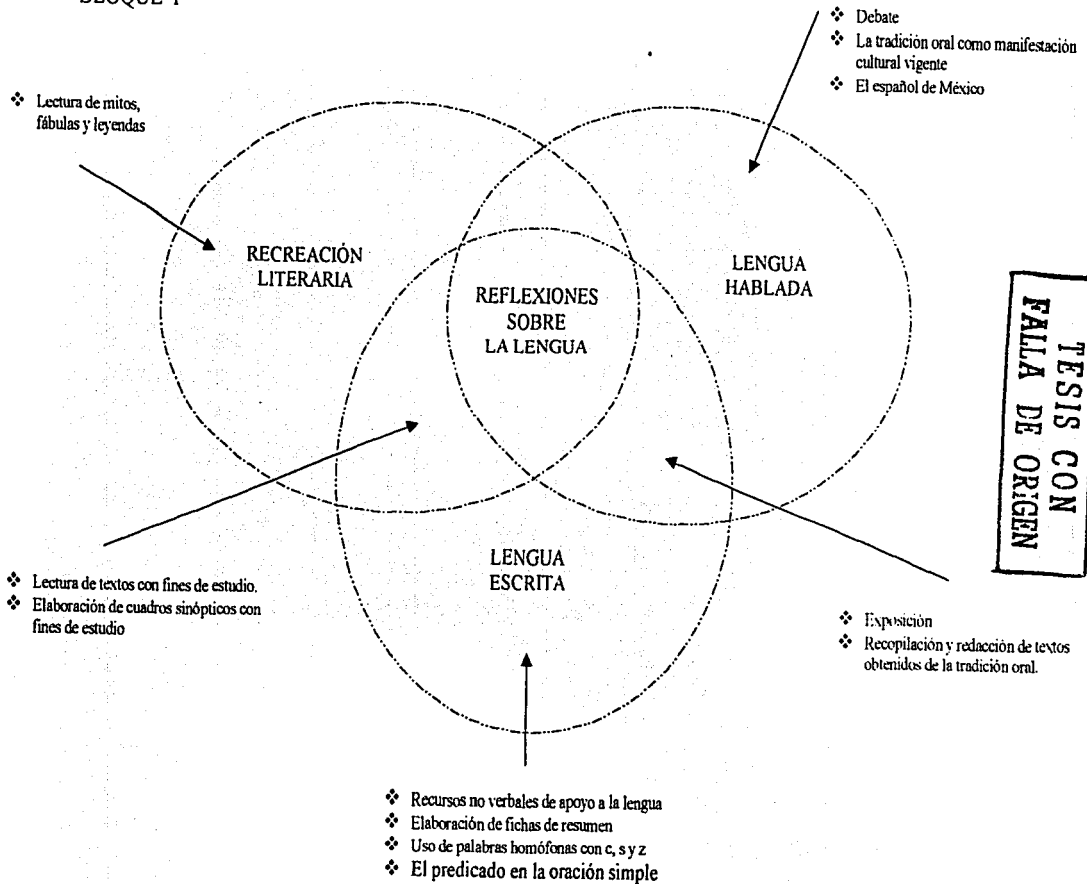 BLOQUE 1
❖ Debate
❖ La tradición oral como manifestación
cultural vigente
❖ El español de México
❖ Lectura de mitos,
fábulas y leyendas
RECREACIÓN
LITERARIA
LENGUA
HABLADA
REFLEXIONES
SOBRE
LA LENGUA
TESIS CON
FALLA DE ORIGEN
LENGUA
ESCRITA
❖ Lectura de textos con fines de estudio.
❖ Elaboración de cuadros sinópticos con
fines de estudio
❖ Exposición
❖ Recopilación y redacción de textos
obtenidos de la tradición oral.
❖ Recursos no verbales de apoyo a la lengua
❖ Elaboración de fichas de resumen
❖ Uso de palabras homófonas con c, s y z
❖ El predicado en la oración simple